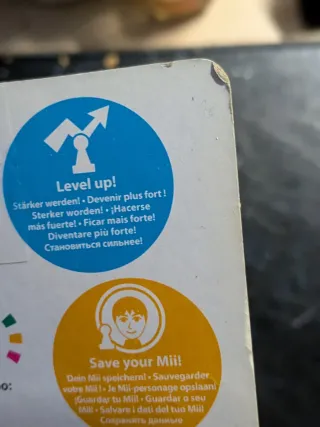 Level up!
Stärker werden! • Devenir plus fort !
Sterker worden! • ¡Hacerse
más fuerte! • Ficar mais forte!
Diventare più forte!
Становиться сильнее!
Save your Mii!
Dein Mii speichern! • Sauvegarder
votre Mii ! • Je Mii-personage opslaan!
¡Guardar tu Mii! • Guardar o seu
Mii! • Salvare i dati del tuo Mii!
Сохранить данные